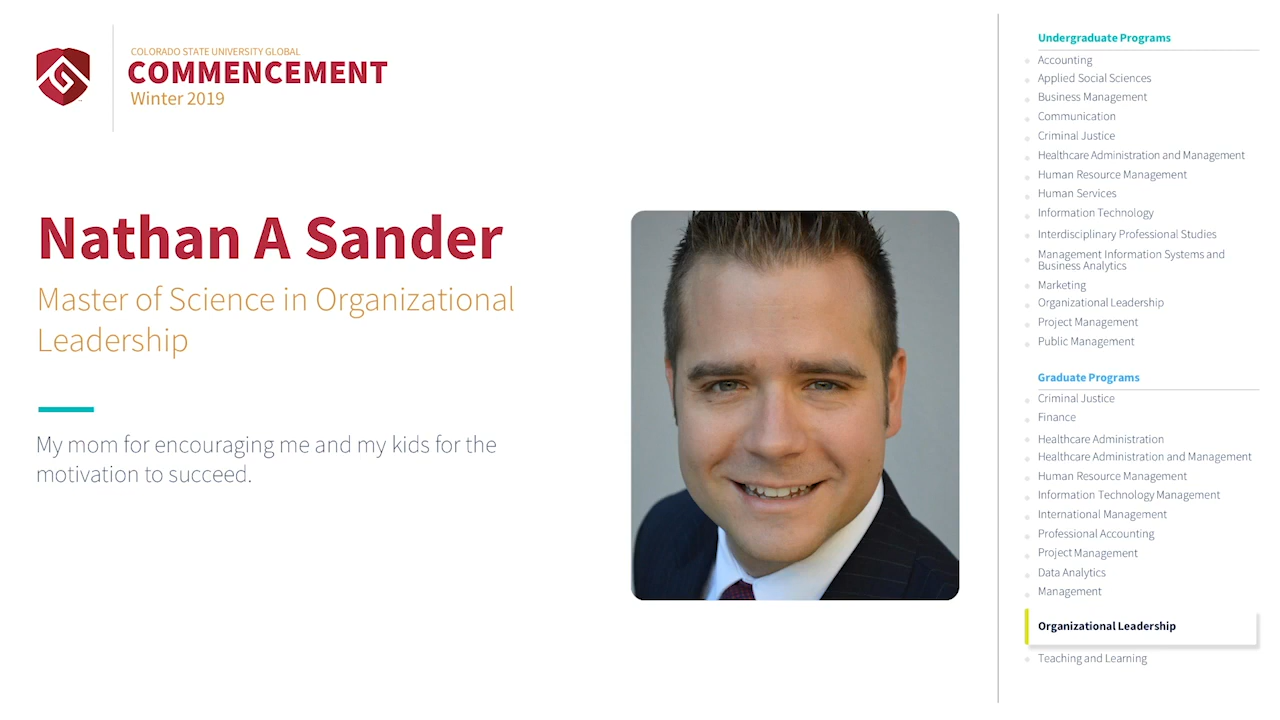 COLORADO STATE UNIVERSITY GLOBAL
COMMENCEMENT
Winter 2019
Nathan A Sander
Master of Science in Organizational
Leadership
My mom for encouraging me and my kids for the
motivation to succeed.
Undergraduate Programs
Accounting
Applied Social Sciences
Business Management
Communication
Criminal Justice
Healthcare Administration and Management
Human Resource Management
Human Services
Information Technology
Interdisciplinary Professional Studies
Management Information Systems and
Business Analytics
Marketing
Organizational Leadership
Project Management
Public Management
Graduate Programs
Criminal Justice
Finance
Healthcare Administration
Healthcare Administration and Management
Human Resource Management
Information Technology Management
International Management
Professional Accounting
Project Management
Data Analytics
Management
Organizational Leadership
Teaching and Learning